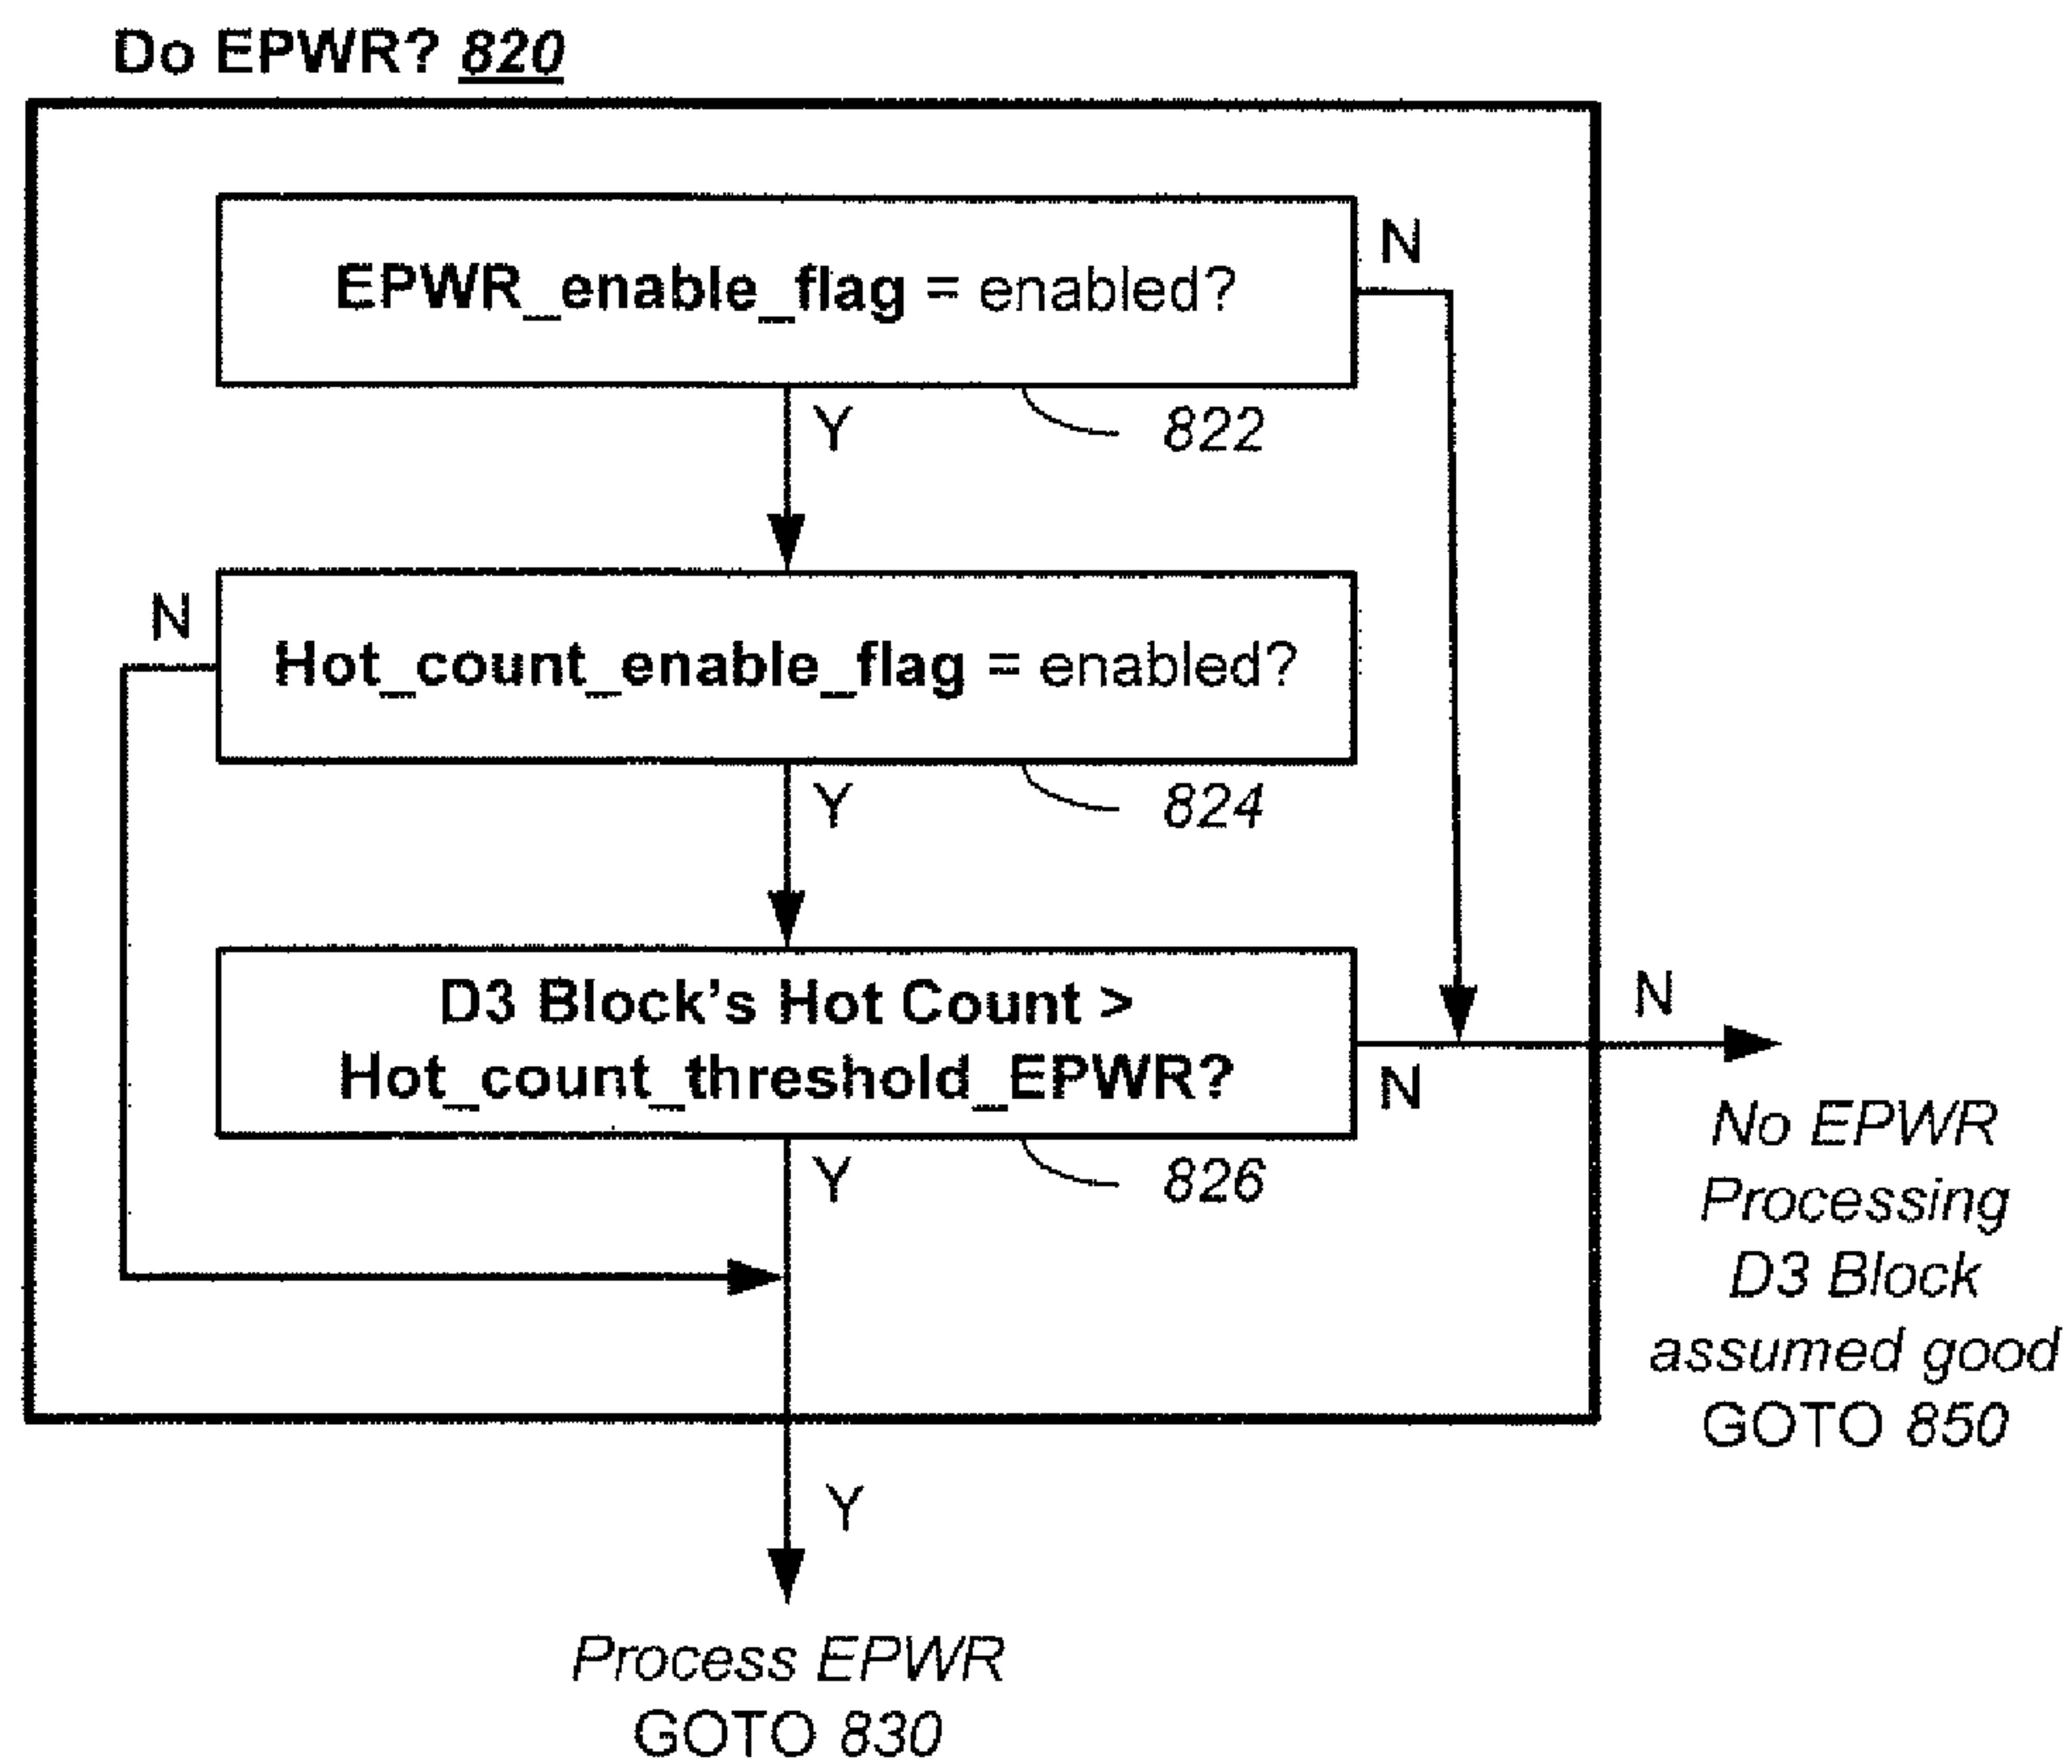 Do EPWR? 820
EPWR_enable_flag = enabled?
N
Y
822
N
Hot_count_enable_flag = enabled?
Y
824
D3 Block's Hot Count >
Hot_count_threshold_EPWR?
N
N
Y
826
No EPWR
Processing
D3 Block
assumed good
GOTO 850
Y
Process EPWR
GOTO 830